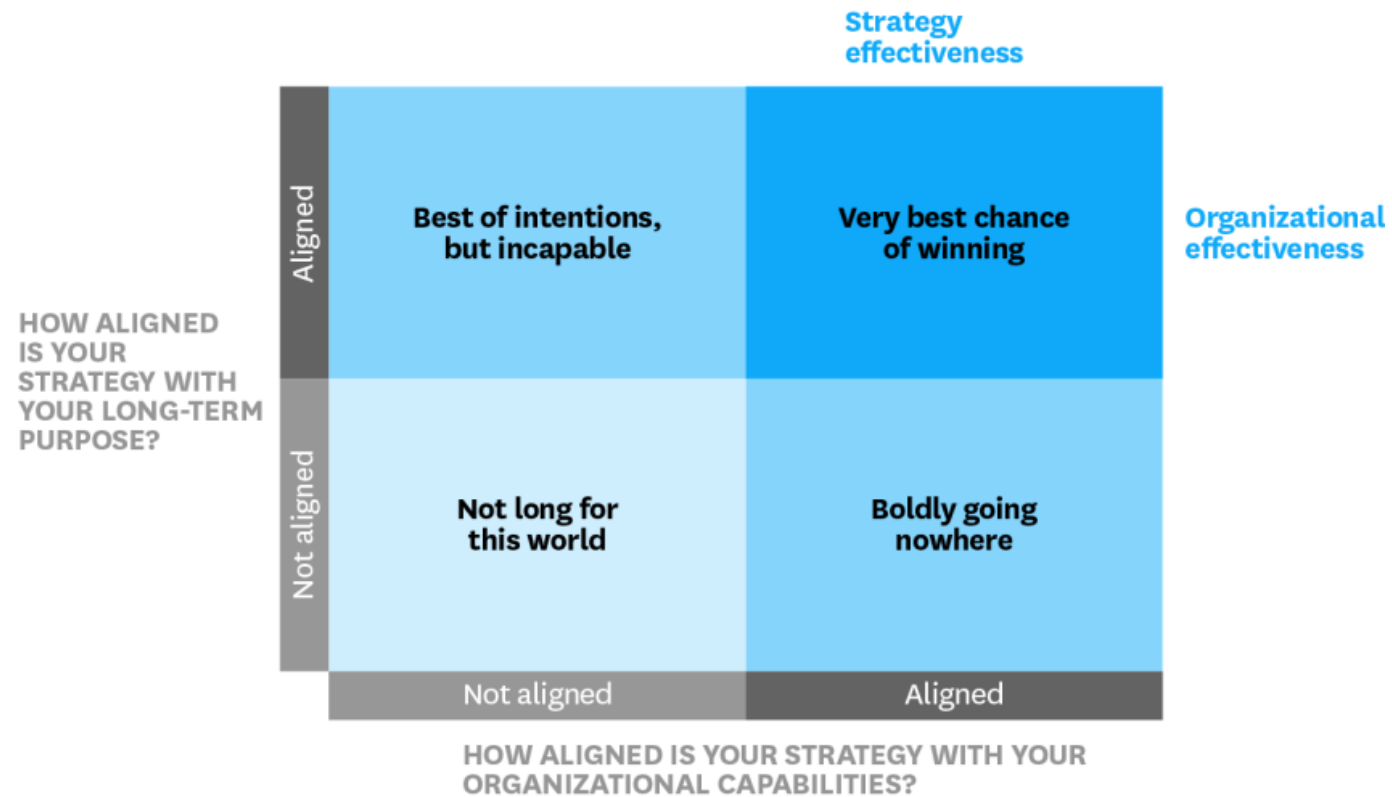 Strategy
effectiveness
Aligned
Best of intentions,
but incapable
Very best chance
of winning
Organizational
effectiveness
HOW ALIGNED
IS YOUR
STRATEGY WITH
YOUR LONG-TERM
PURPOSE?
Not aligned
Not long for
this world
Boldly going
nowhere
Not aligned
Aligned
HOW ALIGNED IS YOUR STRATEGY WITH YOUR
ORGANIZATIONAL CAPABILITIES?